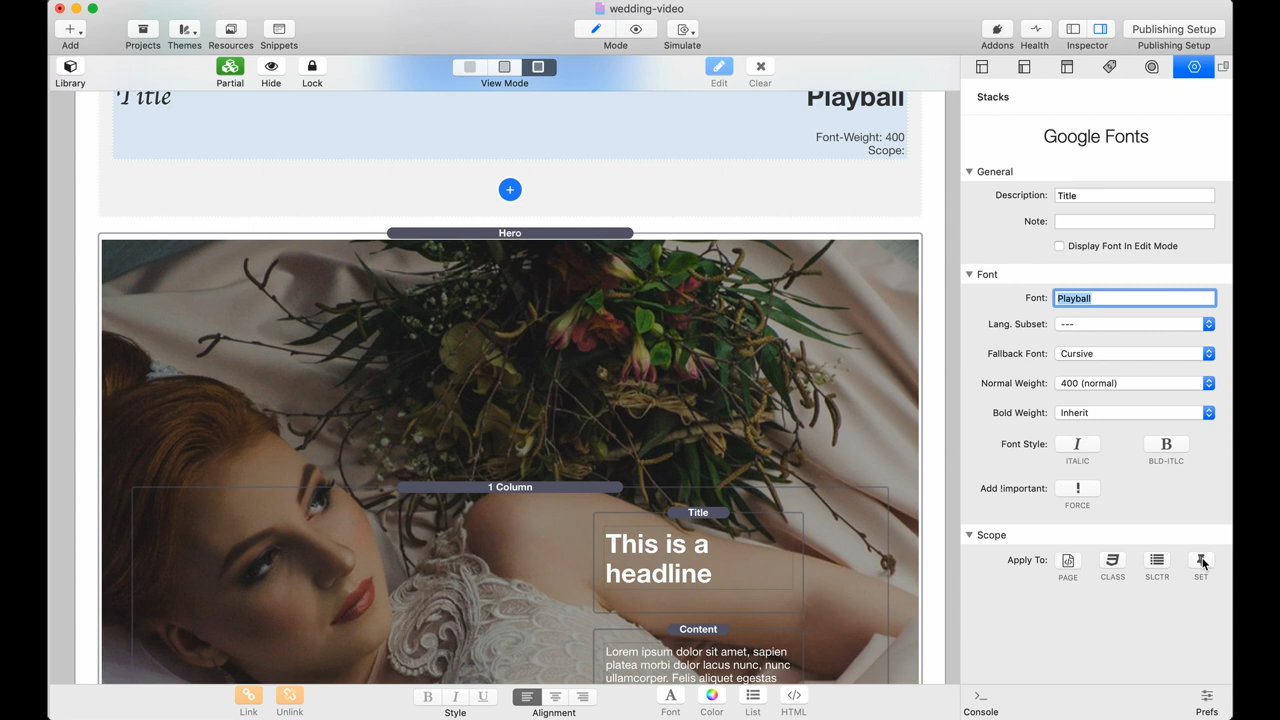 wedding-video
Add
Projects
Themes
Resources
Snippets
Mode
Simulate
Addons
Health
Inspector
Publishing Setup
Publishing Setup
Library
Partial
Hide
Lock
View Mode
Edit
Clear
Title
Playball
Font-Weight: 400
Scope:
Hero
1 Column
Title
This is a
headline
Content
Lorem ipsum dolor sit amet, sapien
platea morbi dolor lacus nunc, nunc
ullamcorper. Felis aliquet egestas
Stacks
Google Fonts
General
Description: Title
Note:
Display Font In Edit Mode
Font
Font: Playball
Lang. Subset: ---
Fallback Font: Cursive
Normal Weight: 400 (normal)
Bold Weight: Inherit
Font Style: I B
ITALIC BLD-ITLC
Add !important: !
FORCE
Scope
Apply To:
PAGE CLASS SLCTR SET
Link
Unlink
B I U
Style
Alignment
A
Font
Color
List
HTML
Console
Prefs